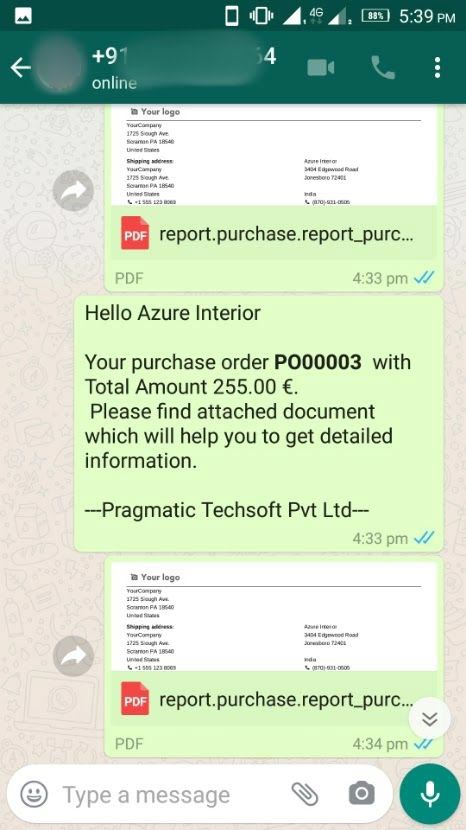 4G
88%
5:39 PM
+91 64
online
Your logo
YourCompany
1725 Slough Ave.
Scranton PA 18540
United States
Shipping address:
YourCompany
1725 Slough Ave.
Scranton PA 18540
United States
+1 555 123 8069
Azure Interior
3404 Edgewood Road
Jonesboro 72401
India
(870)-931-0505
PDF
report.purchase.report_purc...
PDF
4:33 pm
Hello Azure Interior
Your purchase order PO00003 with
Total Amount 255.00 €.
Please find attached document
which will help you to get detailed
information.
---Pragmatic Techsoft Pvt Ltd---
4:33 pm
Your logo
YourCompany
1725 Slough Ave.
Scranton PA 18540
United States
Shipping address:
YourCompany
1725 Slough Ave.
Scranton PA 18540
United States
+1 555 123 8069
Azure Interior
3404 Edgewood Road
Jonesboro 72401
India
(870)-931-0505
PDF
report.purchase.report_purc...
PDF
4:34 pm
Type a message